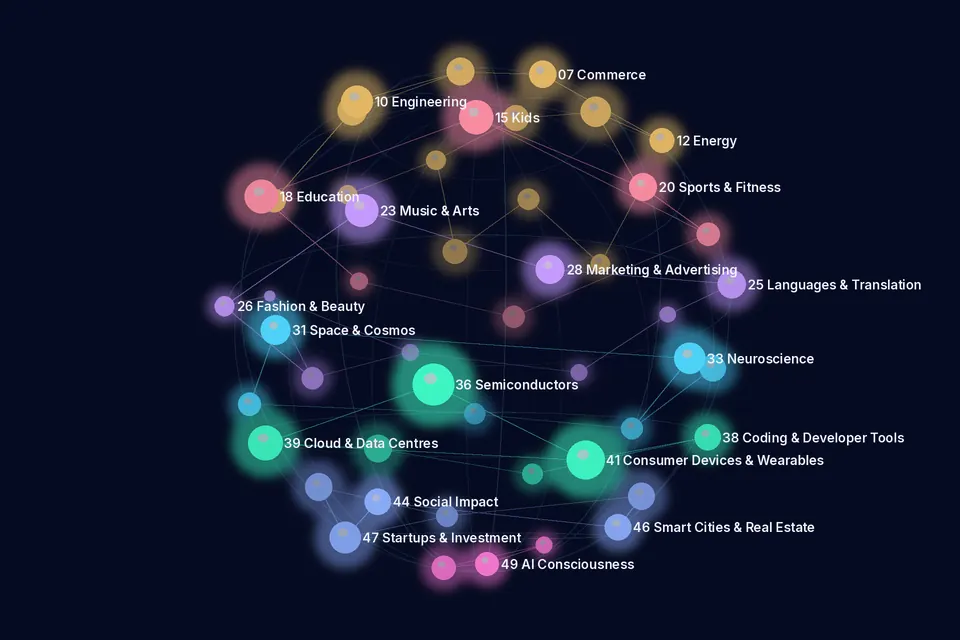 07 Commerce
10 Engineering
15 Kids
12 Energy
20 Sports & Fitness
18 Education
23 Music & Arts
28 Marketing & Advertising
25 Languages & Translation
26 Fashion & Beauty
31 Space & Cosmos
33 Neuroscience
36 Semiconductors
38 Coding & Developer Tools
39 Cloud & Data Centres
41 Consumer Devices & Wearables
44 Social Impact
46 Smart Cities & Real Estate
47 Startups & Investment
49 AI Consciousness